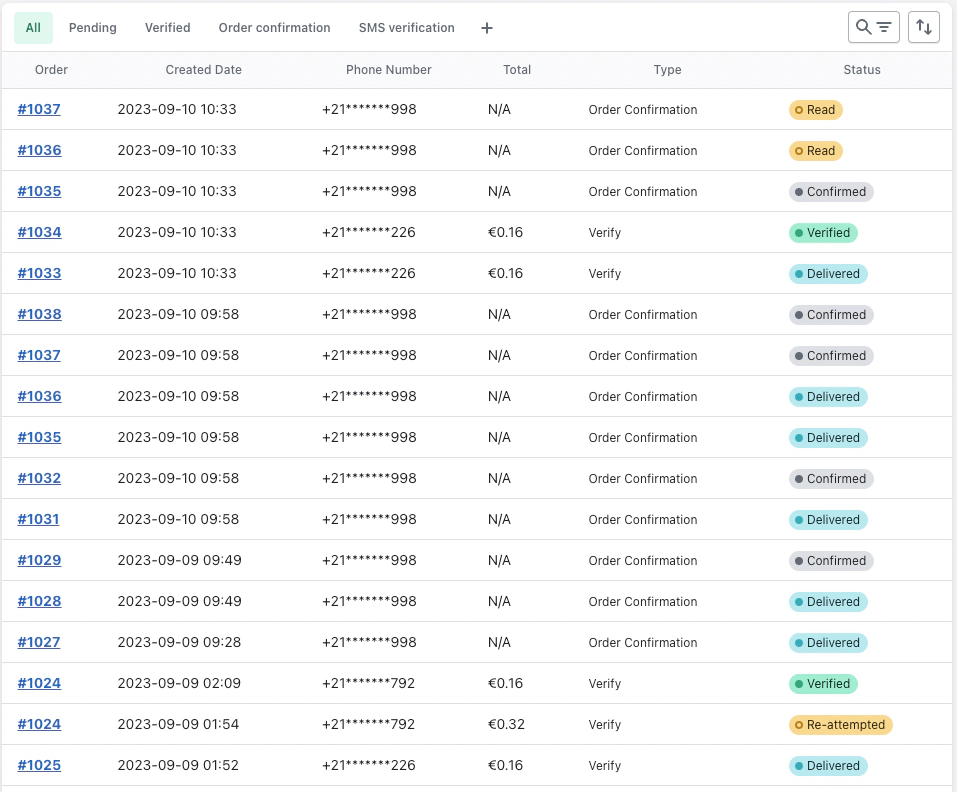 All Pending Verified Order confirmation SMS verification +
Order Created Date Phone Number Total Type Status
#1037 2023-09-10 10:33 +21*******998 N/A Order Confirmation Read
#1036 2023-09-10 10:33 +21*******998 N/A Order Confirmation Read
#1035 2023-09-10 10:33 +21*******998 N/A Order Confirmation Confirmed
#1034 2023-09-10 10:33 +21*******226 €0.16 Verify Verified
#1033 2023-09-10 10:33 +21*******226 €0.16 Verify Delivered
#1038 2023-09-10 09:58 +21*******998 N/A Order Confirmation Confirmed
#1037 2023-09-10 09:58 +21*******998 N/A Order Confirmation Confirmed
#1036 2023-09-10 09:58 +21*******998 N/A Order Confirmation Delivered
#1035 2023-09-10 09:58 +21*******998 N/A Order Confirmation Delivered
#1032 2023-09-10 09:58 +21*******998 N/A Order Confirmation Confirmed
#1031 2023-09-10 09:58 +21*******998 N/A Order Confirmation Delivered
#1029 2023-09-09 09:49 +21*******998 N/A Order Confirmation Confirmed
#1028 2023-09-09 09:49 +21*******998 N/A Order Confirmation Delivered
#1027 2023-09-09 09:28 +21*******998 N/A Order Confirmation Delivered
#1024 2023-09-09 02:09 +21*******792 €0.16 Verify Verified
#1024 2023-09-09 01:54 +21*******792 €0.32 Verify Re-attempted
#1025 2023-09-09 01:52 +21*******226 €0.16 Verify Delivered